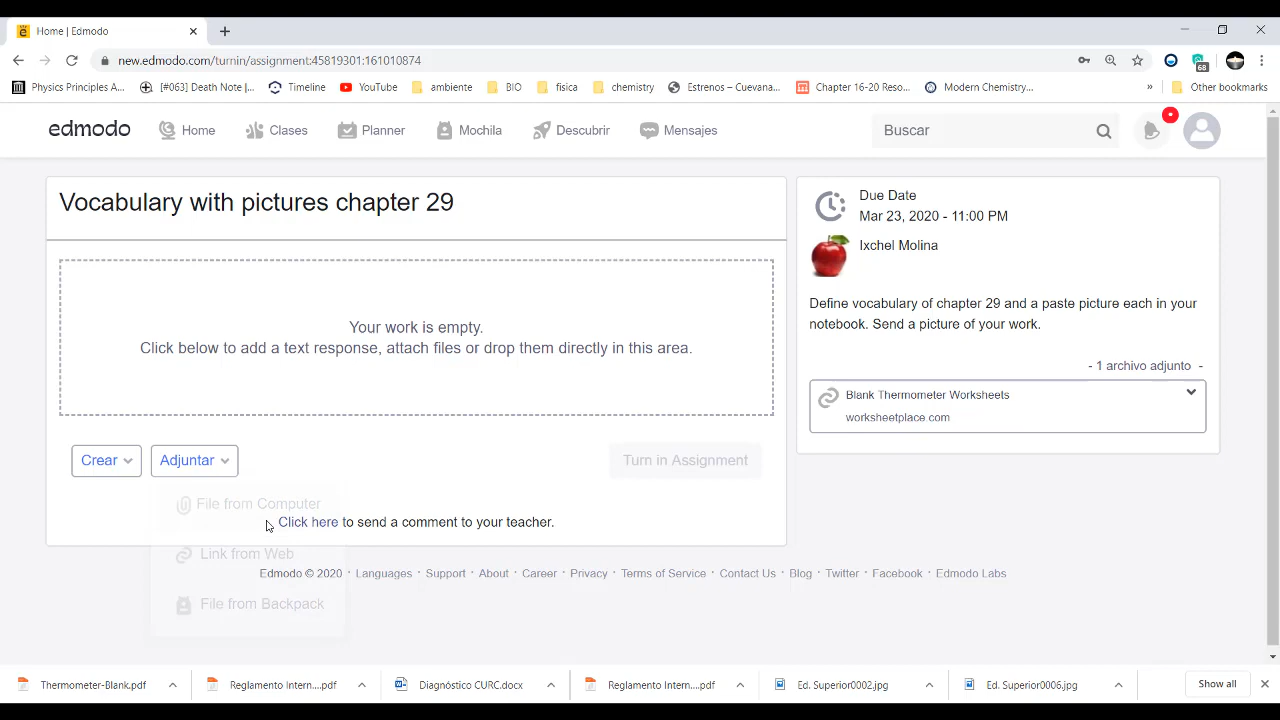 Home | Edmodo
new.edmodo.com/turnin/assignment:45819301:161010874
68
Physics Principle A... [#063] Death Note |... Timeline YouTube ambiente BIO fisica chemistry Estrenos – Cuevana... Chapter 16-20 Reso... Modern Chemistry... » Other bookmarks
edmodo Home Clases Planner Mochila Descubrir Mensajes Buscar
Vocabulary with pictures chapter 29
Your work is empty.
Click below to add a text response, attach files or drop them directly in this area.
Crear Adjuntar Turn in Assignment
File from Computer
Click here to send a comment to your teacher.
Link from Web
File from Backpack
Due Date
Mar 23, 2020 - 11:00 PM
Ixchel Molina
Define vocabulary of chapter 29 and a paste picture each in your
notebook. Send a picture of your work.
- 1 archivo adjunto -
Blank Thermometer Worksheets
worksheetplace.com
Edmodo © 2020 · Languages · Support · About · Career · Privacy · Terms of Service · Contact Us · Blog · Twitter · Facebook · Edmodo Labs
Thermometer-Blank.pdf Reglamento Intern....pdf Diagnóstico CURC.docx Reglamento Intern....pdf Ed. Superior0002.jpg Ed. Superior0006.jpg Show all